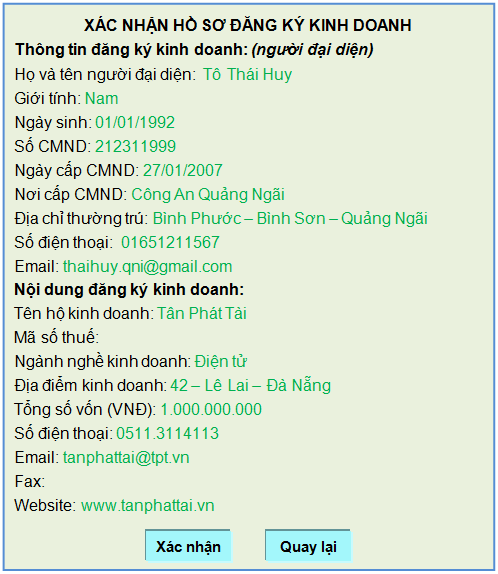 XÁC NHẬN HỒ SƠ ĐĂNG KÝ KINH DOANH
Thông tin đăng ký kinh doanh: (người đại diện)
Họ và tên người đại diện: Tô Thái Huy
Giới tính: Nam
Ngày sinh: 01/01/1992
Số CMND: 212311999
Ngày cấp CMND: 27/01/2007
Nơi cấp CMND: Công An Quảng Ngãi
Địa chỉ thường trú: Bình Phước – Bình Sơn – Quảng Ngãi
Số điện thoại: 01651211567
Email: thaihuy.qni@gmail.com
Nội dung đăng ký kinh doanh:
Tên hộ kinh doanh: Tân Phát Tài
Mã số thuế:
Ngành nghề kinh doanh: Điện tử
Địa điểm kinh doanh: 42 – Lê Lai – Đà Nẵng
Tổng số vốn (VNĐ): 1.000.000.000
Số điện thoại: 0511.3114113
Email: tanphattai@tpt.vn
Fax:
Website: www.tanphattai.vn
Xác nhận Quay lại